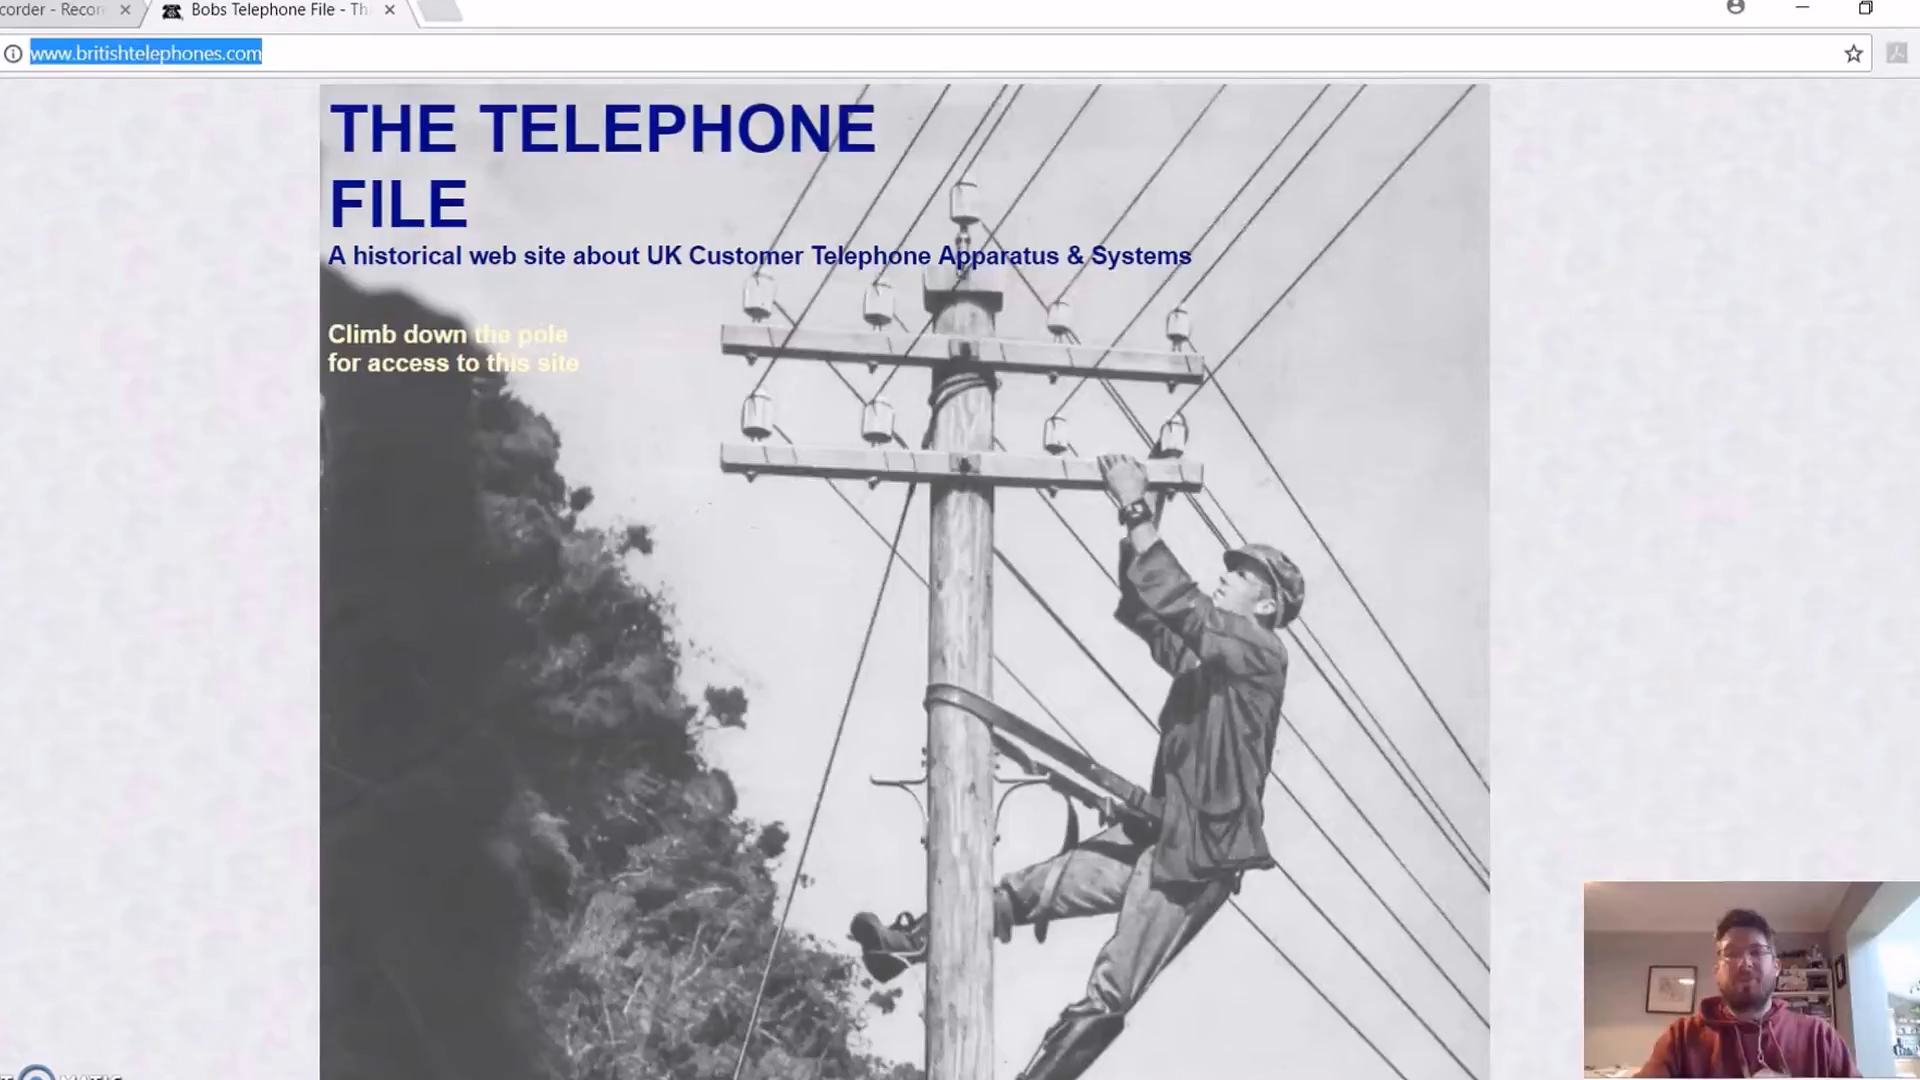 corder - Recor
Bobs Telephone File - Th
www.britishtelephones.com
THE TELEPHONE
FILE
A historical web site about UK Customer Telephone Apparatus & Systems
Climb down the pole
for access to this site